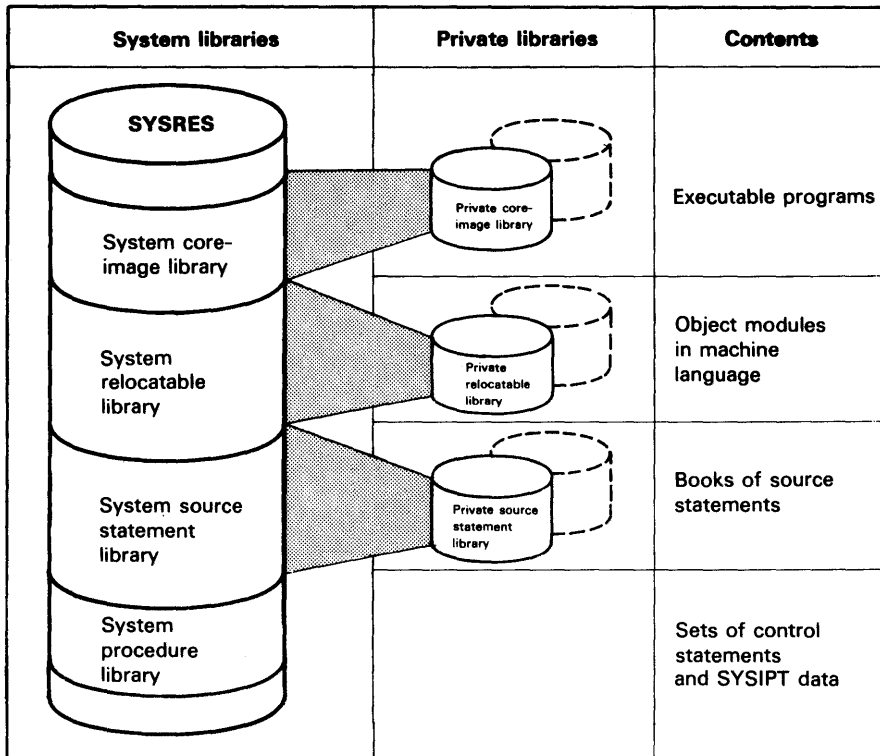 System libraries
Private libraries
Contents
SYSRES
System core-
image library
Private core-
image library
Executable programs
System
relocatable
library
Private
relocatable
library
Object modules
in machine
language
System source
statement
library
Private source
statement
library
Books of source
statements
System
procedure
library
Sets of control
statements
and SYSIPT data